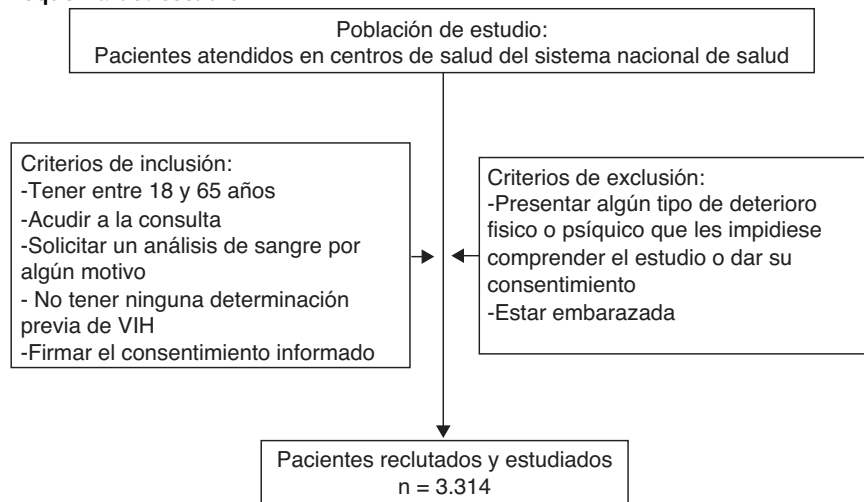 Población de estudio:
Pacientes atendidos en centros de salud del sistema nacional de salud
Criterios de inclusión:
-Tener entre 18 y 65 años
-Acudir a la consulta
-Solicitar un análisis de sangre por
algún motivo
- No tener ninguna determinación
previa de VIH
-Firmar el consentimiento informado
Criterios de exclusión:
-Presentar algún tipo de deterioro
fisico o psíquico que les impidiese
comprender el estudio o dar su
consentimiento
-Estar embarazada
Pacientes reclutados y estudiados
n = 3.314